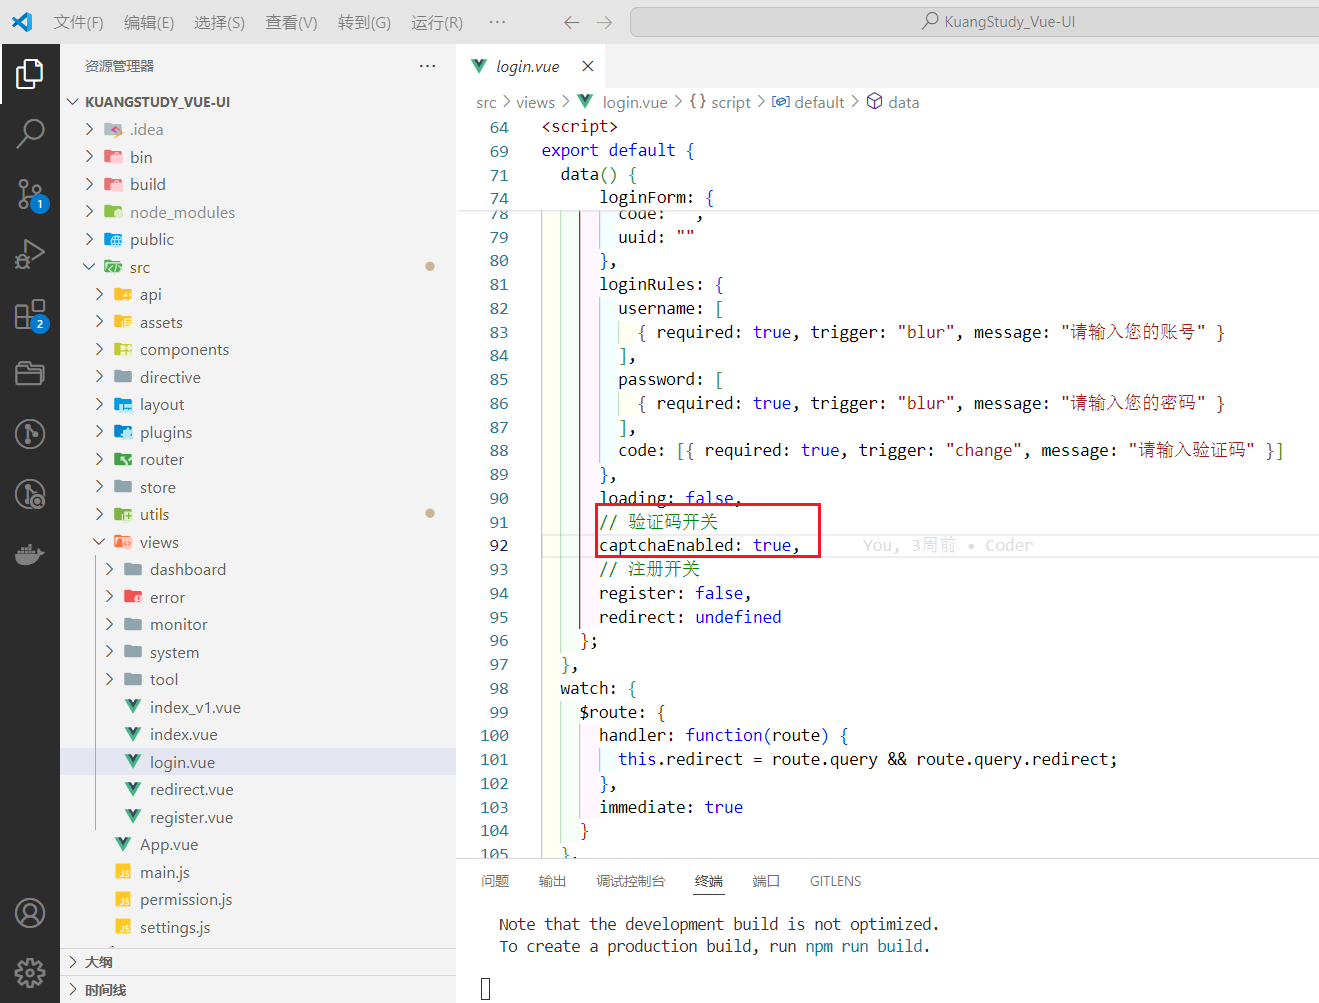 文件(F) 编辑(E) 选择(S) 查看(V) 转到(G) 运行(R) ··· KuangStudy_Vue-UI
资源管理器 ···
KUANGSTUDY_VUE-UI
.idea
bin
build
node_modules
public
src
api
assets
components
directive
layout
plugins
router
store
utils
views
dashboard
error
monitor
system
tool
index_v1.vue
index.vue
login.vue
redirect.vue
register.vue
App.vue
main.js
permission.js
settings.js
大纲
时间线
1
2
login.vue
src > views > login.vue > {} script > default > data
64 <script>
69 export default {
71 data() {
74 loginForm: {
78 code: "",
79 uuid: ""
80 },
81 loginRules: {
82 username: [
83 { required: true, trigger: "blur", message: "请输入您的账号" }
84 ],
85 password: [
86 { required: true, trigger: "blur", message: "请输入您的密码" }
87 ],
88 code: [{ required: true, trigger: "change", message: "请输入验证码" }]
89 },
90 loading: false,
91 // 验证码开关
92 captchaEnabled: true, You, 3周前 • Coder
93 // 注册开关
94 register: false,
95 redirect: undefined
96 };
97 },
98 watch: {
99 $route: {
100 handler: function(route) {
101 this.redirect = route.query && route.query.redirect;
102 },
103 immediate: true
104 }
105 },
问题 输出 调试控制台 终端 端口 GITLENS
Note that the development build is not optimized.
To create a production build, run npm run build.